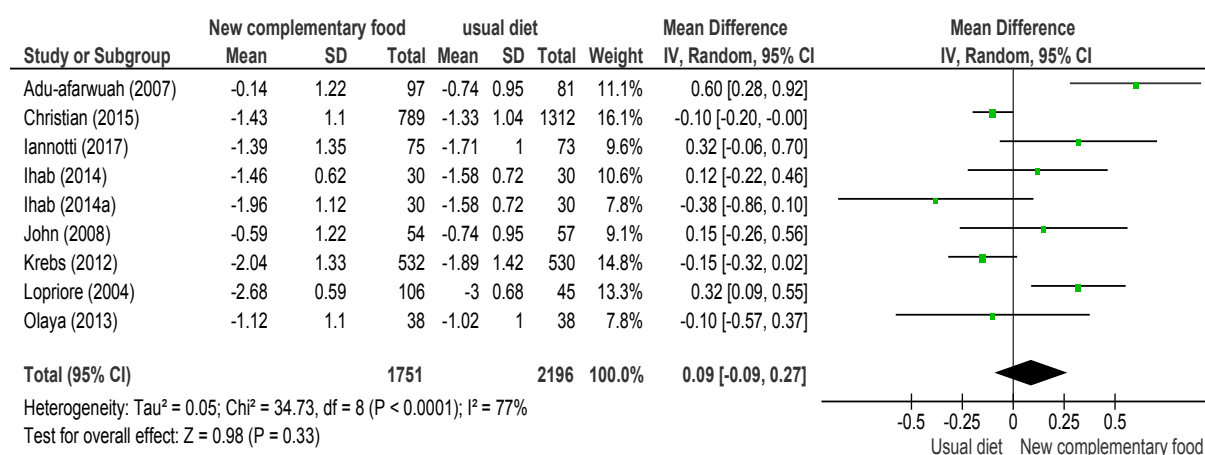 New complementary food usual diet Mean Difference Mean Difference
Study or Subgroup Mean SD Total Mean SD Total Weight IV, Random, 95% CI IV, Random, 95% CI
Adu-afarwuah (2007) -0.14 1.22 97 -0.74 0.95 81 11.1% 0.60 [0.28, 0.92]
Christian (2015) -1.43 1.1 789 -1.33 1.04 1312 16.1% -0.10 [-0.20, -0.00]
Iannotti (2017) -1.39 1.35 75 -1.71 1 73 9.6% 0.32 [-0.06, 0.70]
Ihab (2014) -1.46 0.62 30 -1.58 0.72 30 10.6% 0.12 [-0.22, 0.46]
Ihab (2014a) -1.96 1.12 30 -1.58 0.72 30 7.8% -0.38 [-0.86, 0.10]
John (2008) -0.59 1.22 54 -0.74 0.95 57 9.1% 0.15 [-0.26, 0.56]
Krebs (2012) -2.04 1.33 532 -1.89 1.42 530 14.8% -0.15 [-0.32, 0.02]
Lopriore (2004) -2.68 0.59 106 -3 0.68 45 13.3% 0.32 [0.09, 0.55]
Olaya (2013) -1.12 1.1 38 -1.02 1 38 7.8% -0.10 [-0.57, 0.37]
Total (95% CI) 1751 2196 100.0% 0.09 [-0.09, 0.27]
Heterogeneity: Tau² = 0.05; Chi² = 34.73, df = 8 (P < 0.0001); I² = 77%
Test for overall effect: Z = 0.98 (P = 0.33)
-0.5 -0.25 0 0.25 0.5
Usual diet New complementary food